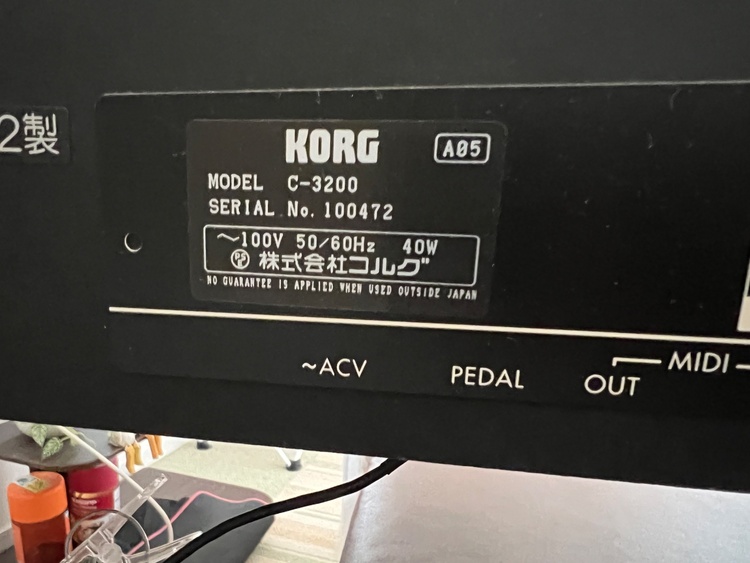 2製
KORG
A05
MODEL C-3200
SERIAL No. 100472
~100V 50/60Hz 40W
PS E 株式会社コルグ
NO GUARANTEE IS APPLIED WHEN USED OUTSIDE JAPAN
~ACV
PEDAL
OUT
MIDI